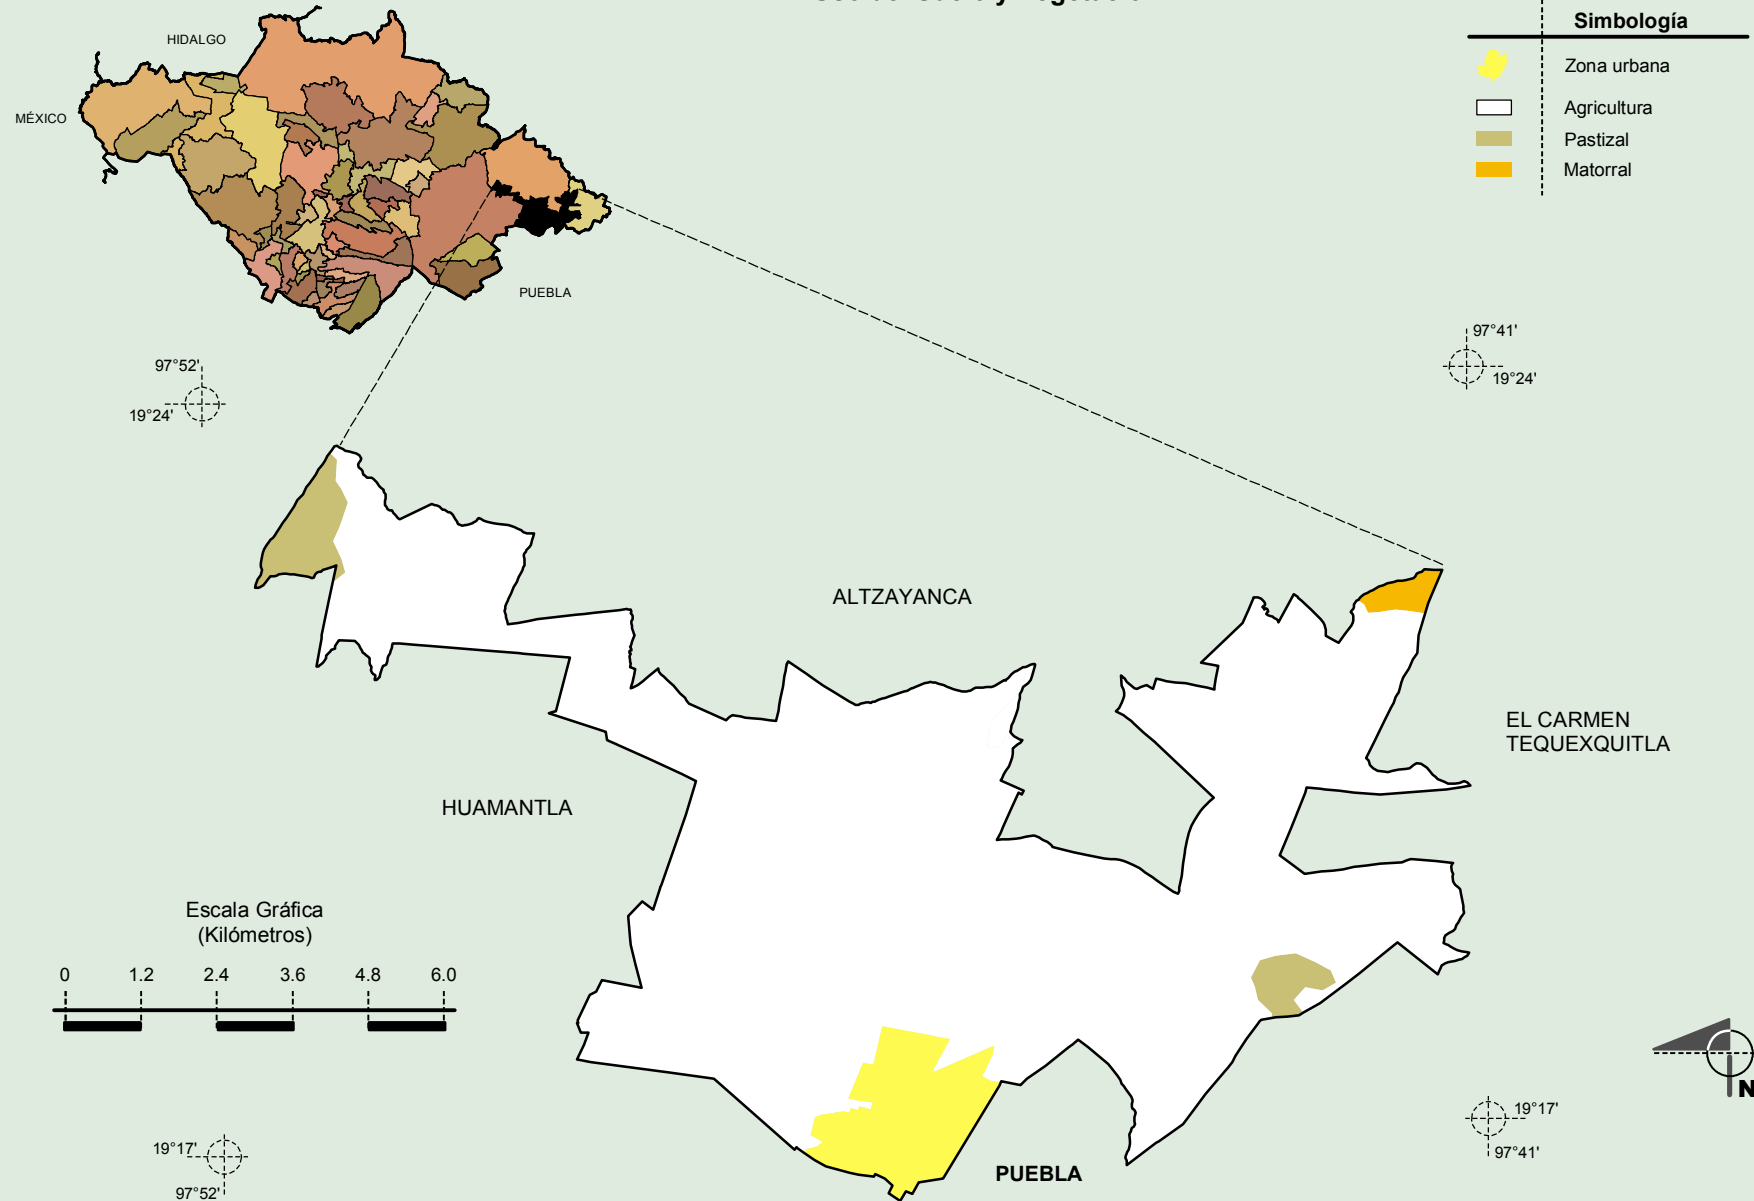 Simbología
Zona urbana
Agricultura
Pastizal
Matorral
HIDALGO
MÉXICO
PUEBLA
97°52'
19°24'
97°41'
19°24'
ALTZAYANCA
EL CARMEN
TEQUEXQUITLA
HUAMANTLA
Escala Gráfica
(Kilómetros)
0 1.2 2.4 3.6 4.8 6.0
N
19°17'
97°41'
19°17'
97°52'
PUEBLA